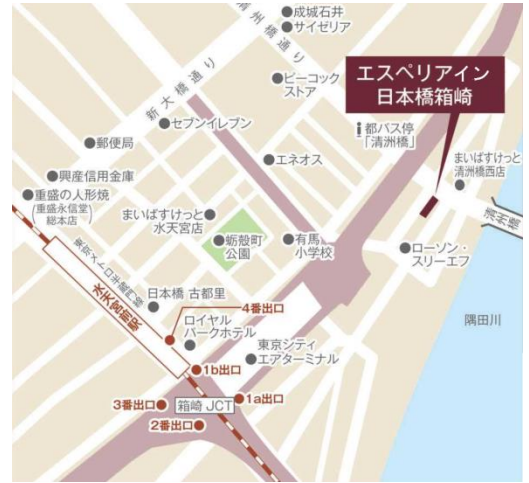 成城石井
サイゼリア
清州橋通り
新大橋通り
ピーコック
ストア
エスペリアイン
日本橋箱崎
セブンイレブン
都バス停
「清洲橋」
郵便局
エネオス
まいばすけっと
清洲橋西店
興産信用金庫
重盛の人形焼
(重盛永信堂)
総本店
まいばすけっと
水天宮店
清州橋
蛎殻町
公園
有馬
小学校
ローソン・
スリーエフ
東京メトロ半蔵門線
水天宮前駅
日本橋 古都里
4番出口
ロイヤル
パークホテル
東京シティ
エアターミナル
隅田川
1b出口
3番出口
箱崎 JCT
1a出口
2番出口